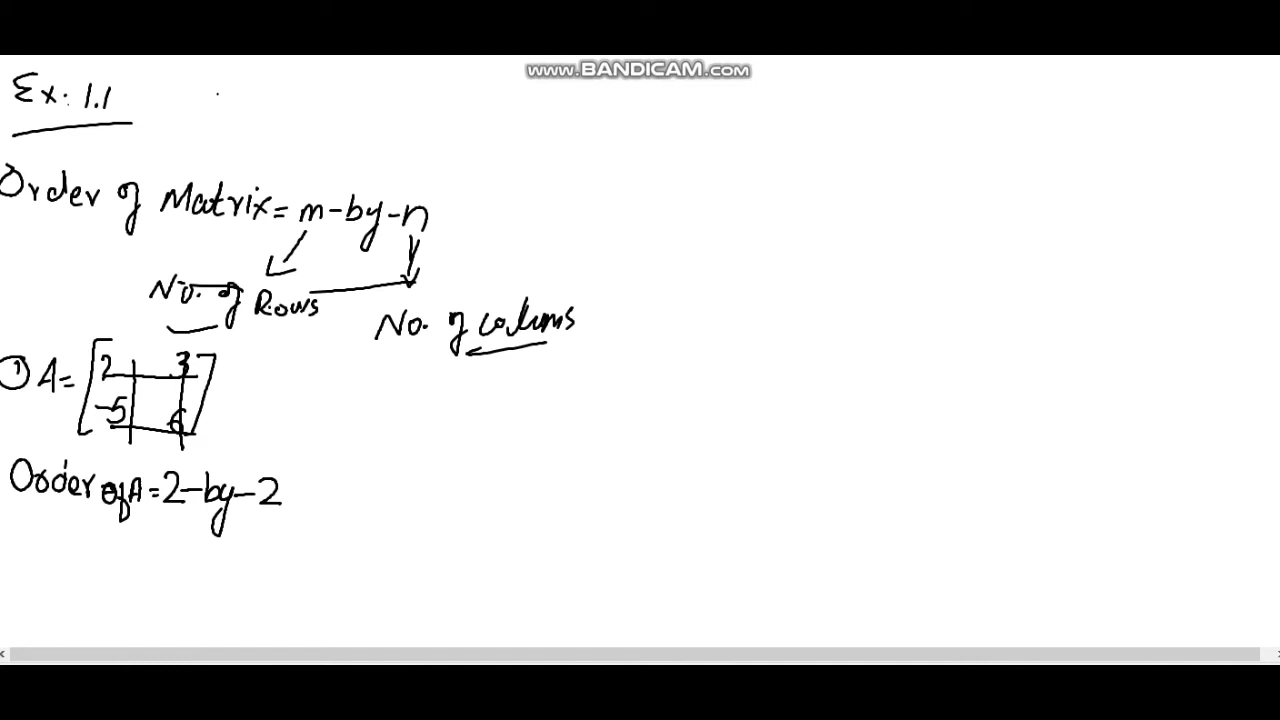 www.BANDICAM.com
Ex. 1.1
Order of Matrix = m-by-n
No. of Rows
No. of colums
① A = [2 3
-5 6]
Order of A = 2-by-2